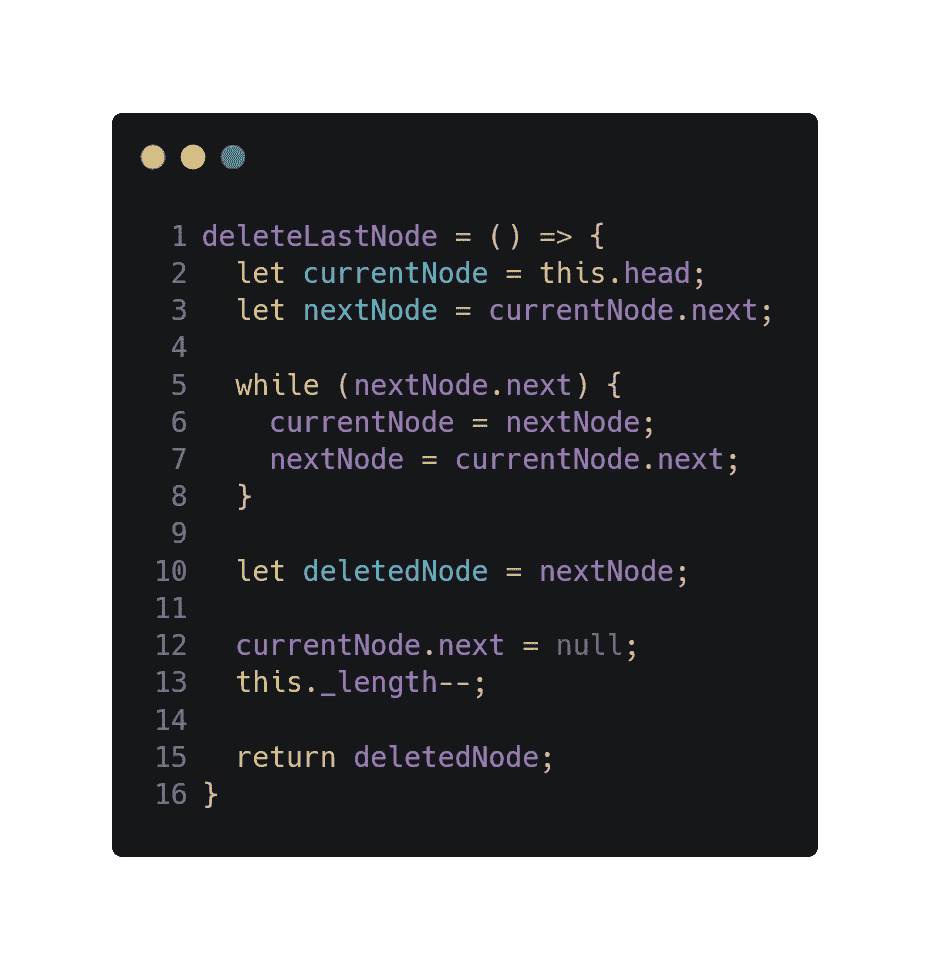 1 deleteLastNode = () => {
2   let currentNode = this.head;
3   let nextNode = currentNode.next;
4
5   while (nextNode.next) {
6     currentNode = nextNode;
7     nextNode = currentNode.next;
8   }
9
10   let deletedNode = nextNode;
11
12   currentNode.next = null;
13   this._length--;
14
15   return deletedNode;
16 }